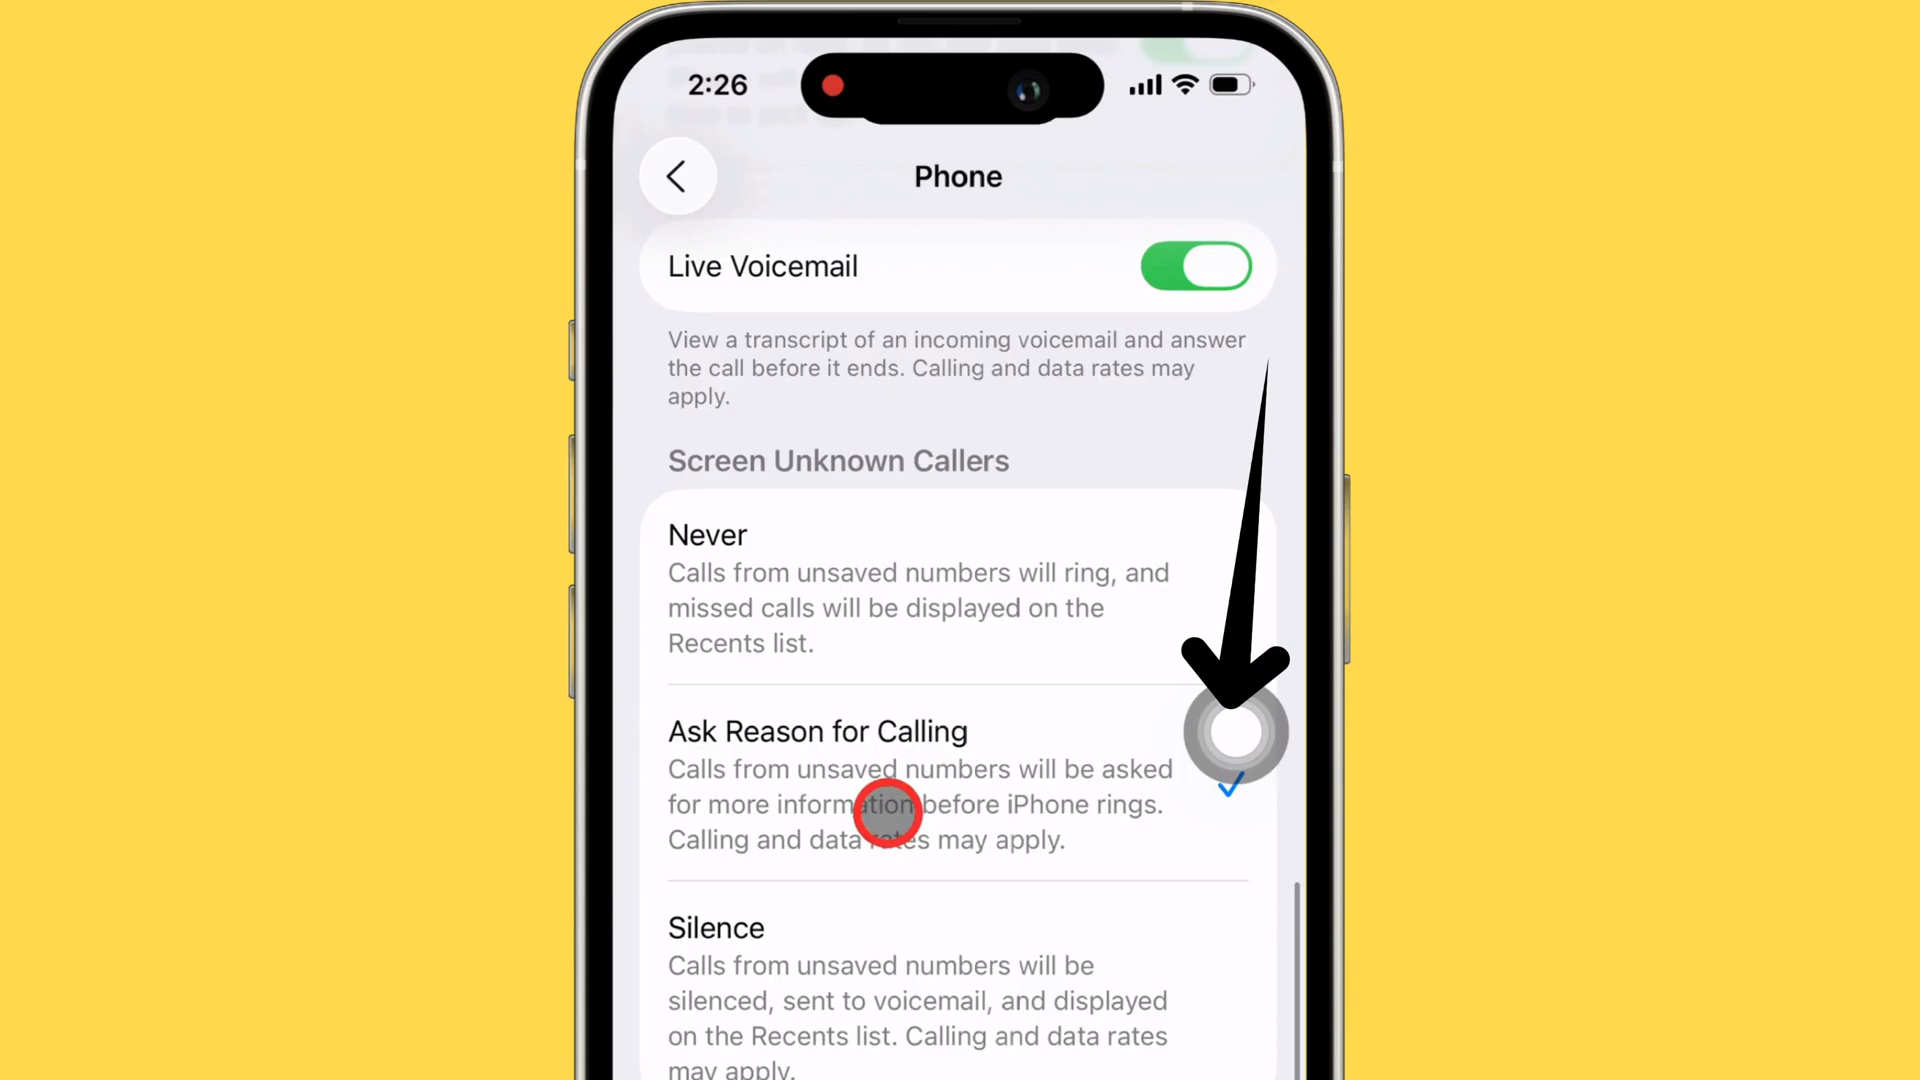 2:26
Phone
Live Voicemail
View a transcript of an incoming voicemail and answer
the call before it ends. Calling and data rates may
apply.
Screen Unknown Callers
Never
Calls from unsaved numbers will ring, and
missed calls will be displayed on the
Recents list.
Ask Reason for Calling
Calls from unsaved numbers will be asked
for more information before iPhone rings.
Calling and data rates may apply.
Silence
Calls from unsaved numbers will be
silenced, sent to voicemail, and displayed
on the Recents list. Calling and data rates
may apply.